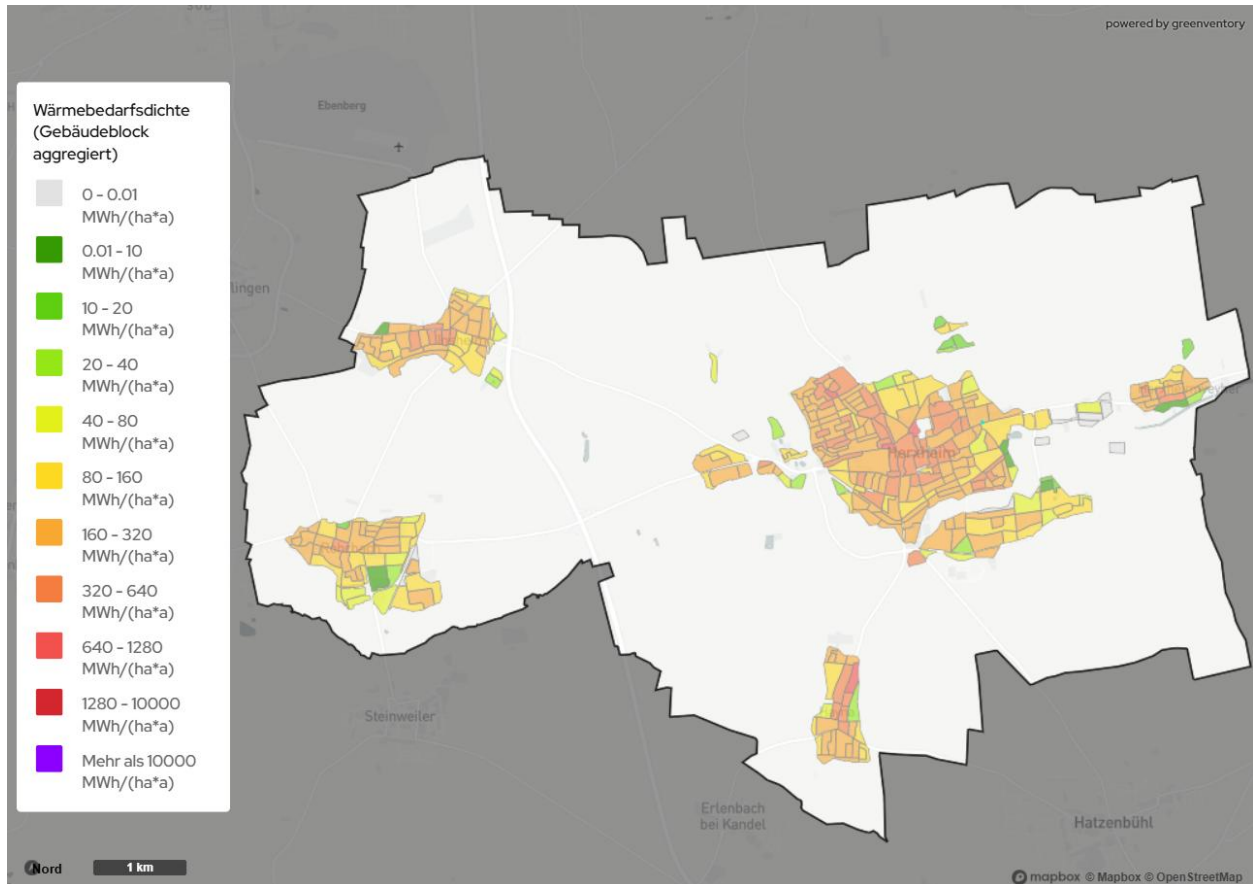 powered by greenventory
Wärmebedarfsdichte
(Gebäudeblock
aggregiert)
0 - 0.01
MWh/(ha*a)
0.01 - 10
MWh/(ha*a)
10 - 20
MWh/(ha*a)
20 - 40
MWh/(ha*a)
40 - 80
MWh/(ha*a)
80 - 160
MWh/(ha*a)
160 - 320
MWh/(ha*a)
320 - 640
MWh/(ha*a)
640 - 1280
MWh/(ha*a)
1280 - 10000
MWh/(ha*a)
Mehr als 10000
MWh/(ha*a)
Ebenberg
Herxheim
Steinweiler
Erlenbach
bei Kandel
Hatzenbühl
Nord
1 km
mapbox © Mapbox © OpenStreetMap